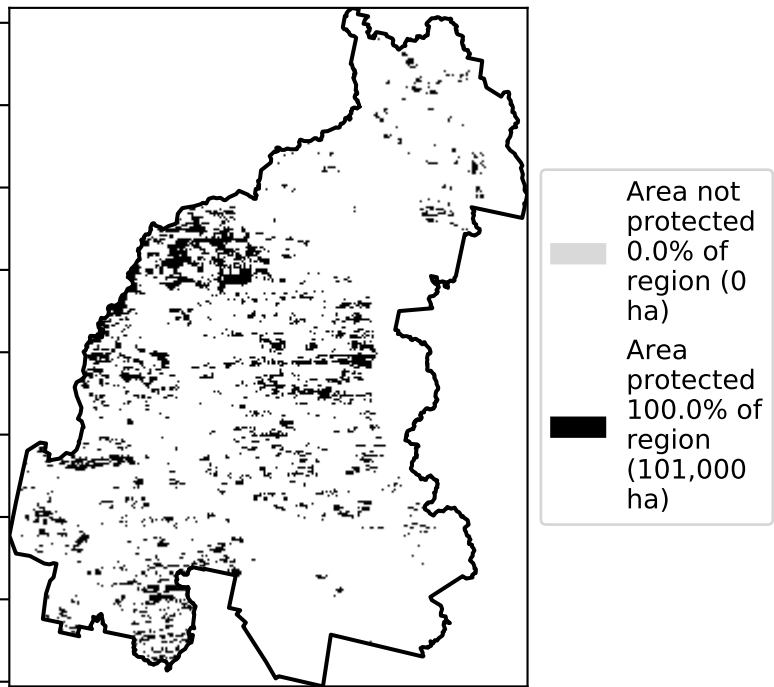 Area not
protected
0.0% of
region (0
ha)
Area
protected
100.0% of
region
(101,000
ha)